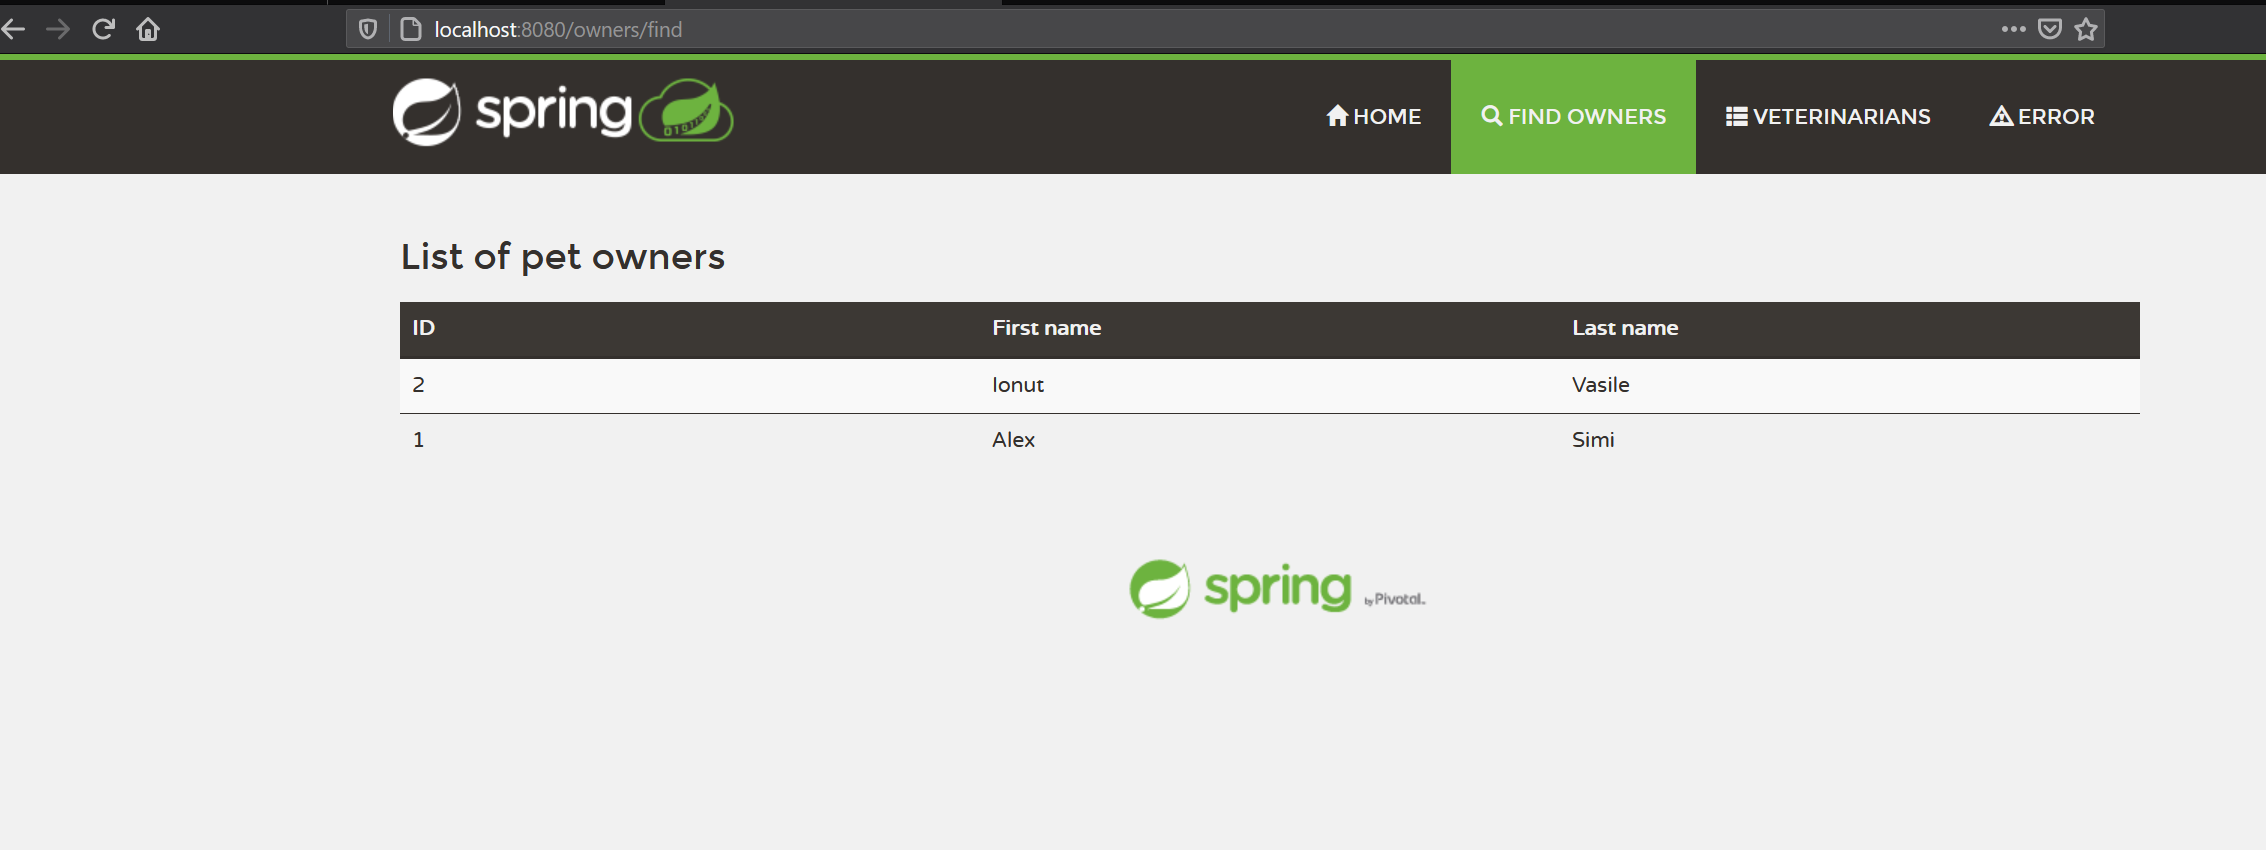 localhost:8080/owners/find
spring
0101
HOME
FIND OWNERS
VETERINARIANS
ERROR
List of pet owners
ID First name Last name
2 Ionut Vasile
1 Alex Simi
spring by Pivotal